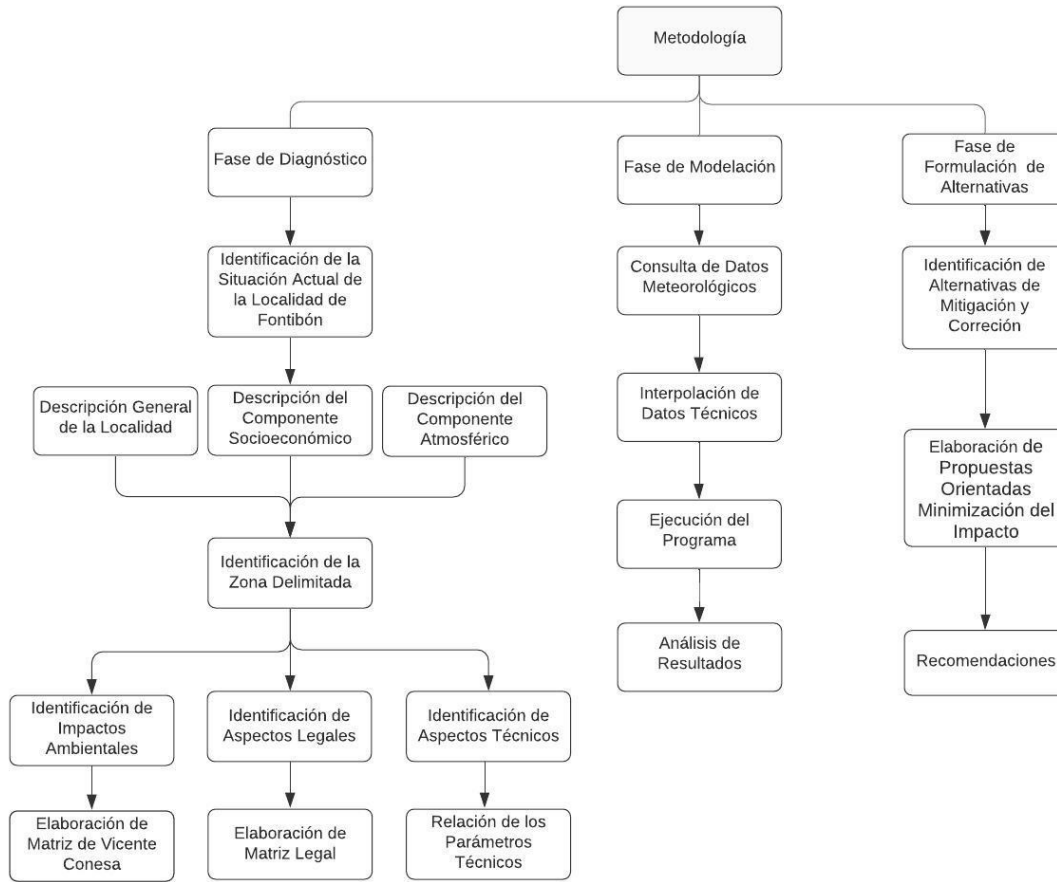 Metodología
Fase de Diagnóstico
Fase de Modelación
Fase de
Formulación de
Alternativas
Identificación de la
Situación Actual de
la Localidad de
Fontibón
Consulta de Datos
Meteorológicos
Identificación de
Alternativas de
Mitigación y
Correción
Descripción General
de la Localidad
Descripción del
Componente
Socioeconómico
Descripción del
Componente
Atmosférico
Interpolación de
Datos Técnicos
Elaboración de
Propuestas
Orientadas
Minimización del
Impacto
Identificación de la
Zona Delimitada
Ejecución del
Programa
Análisis de
Resultados
Recomendaciones
Identificación de
Impactos
Ambientales
Identificación de
Aspectos Legales
Identificación de
Aspectos Técnicos
Elaboración de
Matriz de Vicente
Conesa
Elaboración de
Matriz Legal
Relación de los
Parámetros
Técnicos